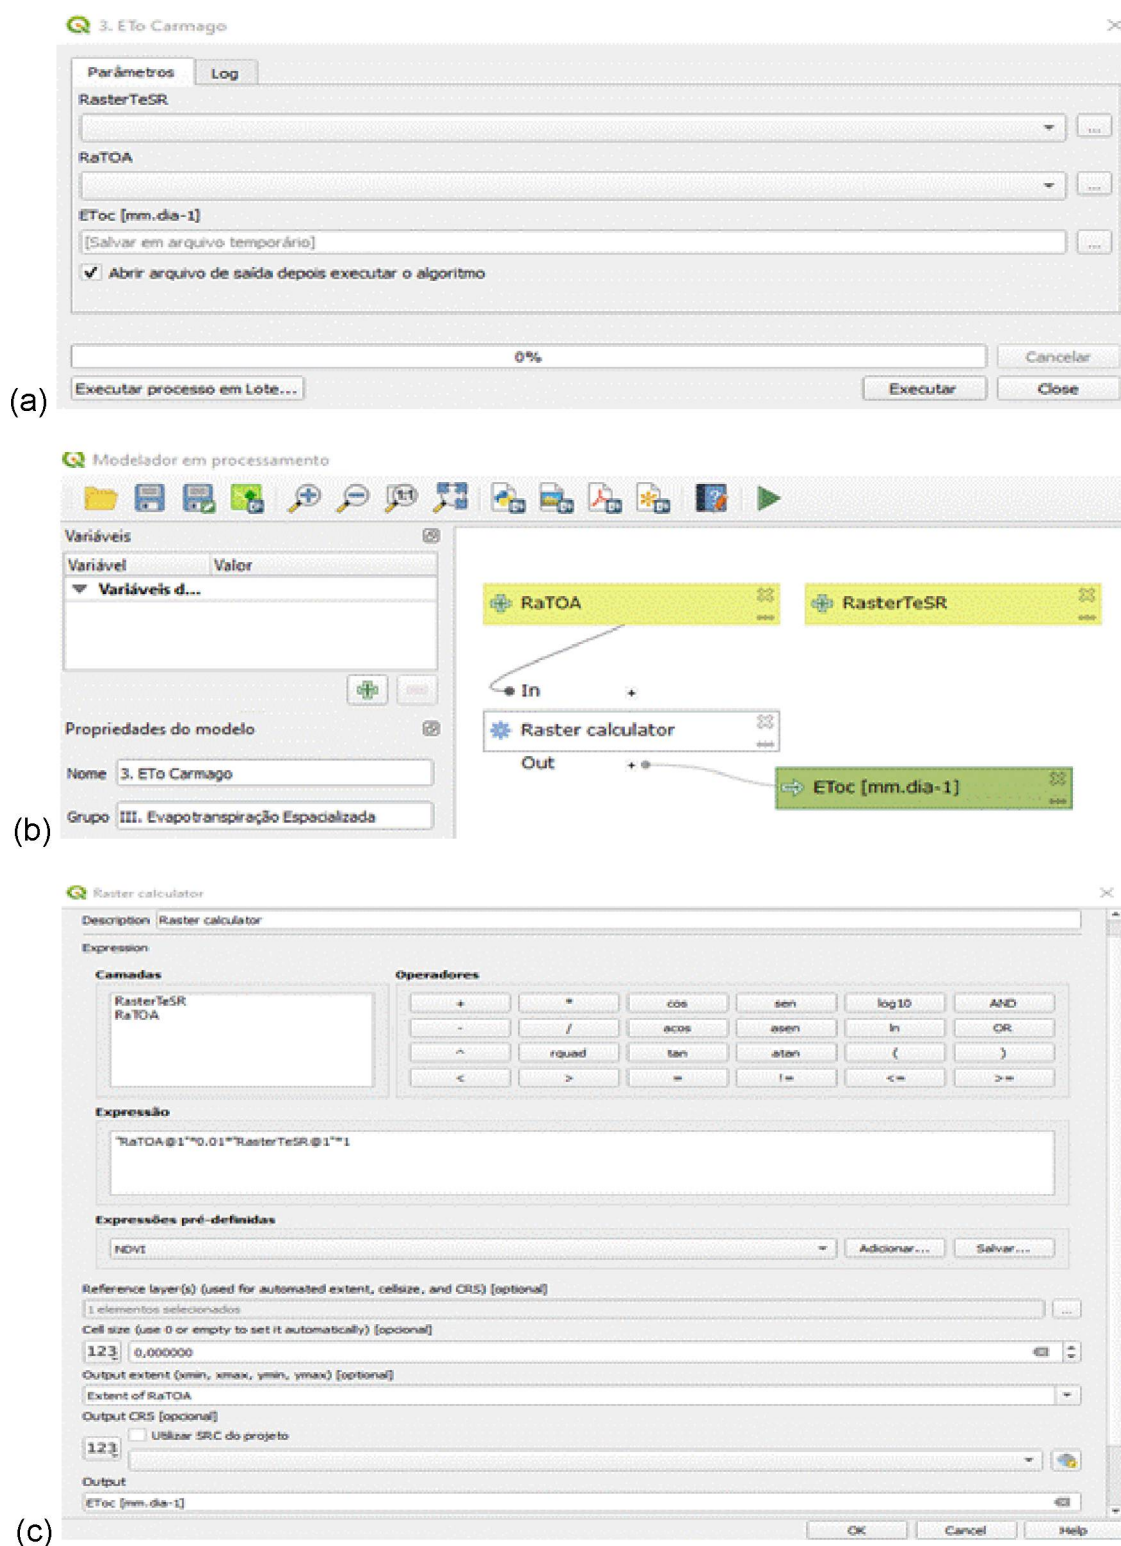 3. ETo Carmago
Parâmetros Log
RasterTeSR
...
RaTOA
...
EToc [mm.dia-1]
[Salvar em arquivo temporário] ...
Abrir arquivo de saída depois executar o algoritmo
0% Cancelar
(a) Executar processo em Lote... Executar Close
Modelador em processamento
Variáveis
Variável Valor
Variáveis d...
RaTOA RasterTeSR
In +
Propriedades do modelo
Raster calculator
Out +
Nome 3. ETo Carmago
EToc [mm.dia-1]
(b) Grupo III. Evapotranspiração Espacializada
Raster calculator
Description Raster calculator
Expression
Camadas Operadores
RasterTeSR
RaTOA
+ * cos sen log10 AND
- / acos asen ln OR
^ rquad tan atan ( )
< > = != <= >=
Expressão
"RaTOA@1"*0.01*"RasterTeSR@1"*1
Expressões pré-definidas
NDVI Adicionar... Salvar...
Reference layer(s) (used for automated extent, cellsize, and CRS) [optional]
1 elementos selecionados ...
Cell size (use 0 or empty to set it automatically) [opcional]
123 0,000000
Output extent (xmin, xmax, ymin, ymax) [optional]
Extent of RaTOA
Output CRS [opcional]
Utilizar SRC do projeto
123
Output
EToc [mm.dia-1]
(c) OK Cancel Help